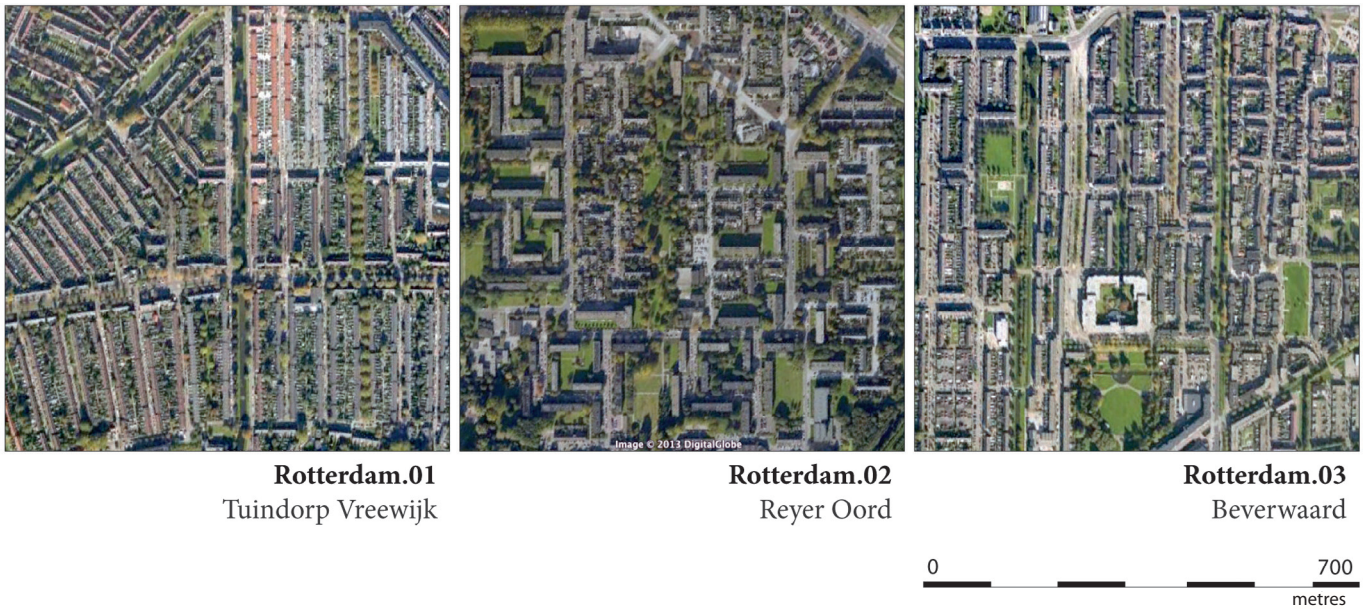 Image © 2013 DigitalGlobe
Rotterdam.01
Tuindorp Vreewijk
Rotterdam.02
Reyer Oord
Rotterdam.03
Beverwaard
0 700
metres